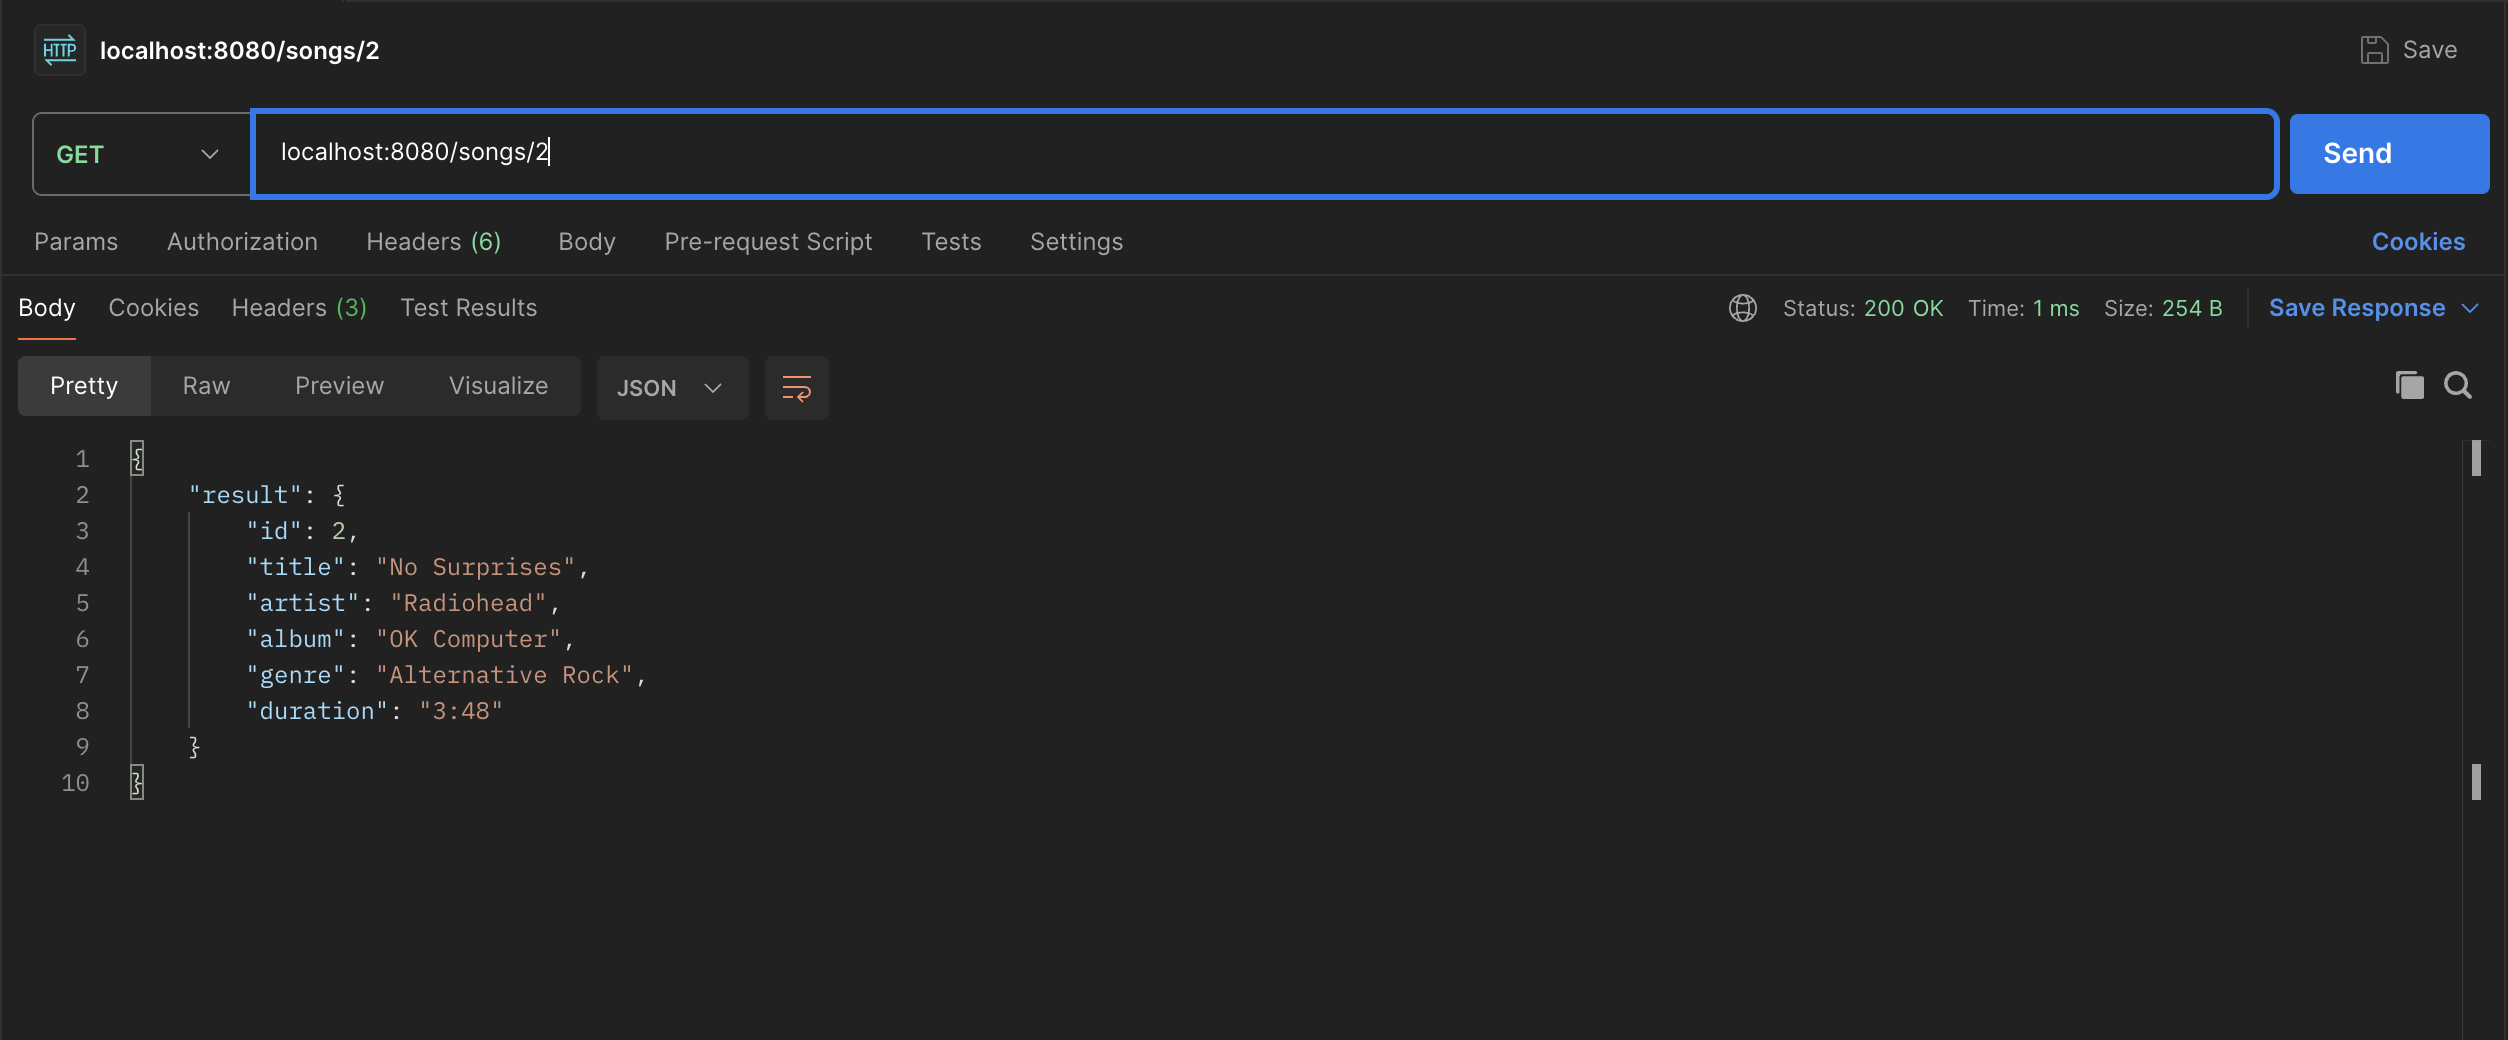 HTTP localhost:8080/songs/2 Save
GET localhost:8080/songs/2 Send
Params Authorization Headers (6) Body Pre-request Script Tests Settings Cookies
Body Cookies Headers (3) Test Results Status: 200 OK Time: 1 ms Size: 254 B Save Response
Pretty Raw Preview Visualize JSON
1 {
2 "result": {
3 "id": 2,
4 "title": "No Surprises",
5 "artist": "Radiohead",
6 "album": "OK Computer",
7 "genre": "Alternative Rock",
8 "duration": "3:48"
9 }
10 }